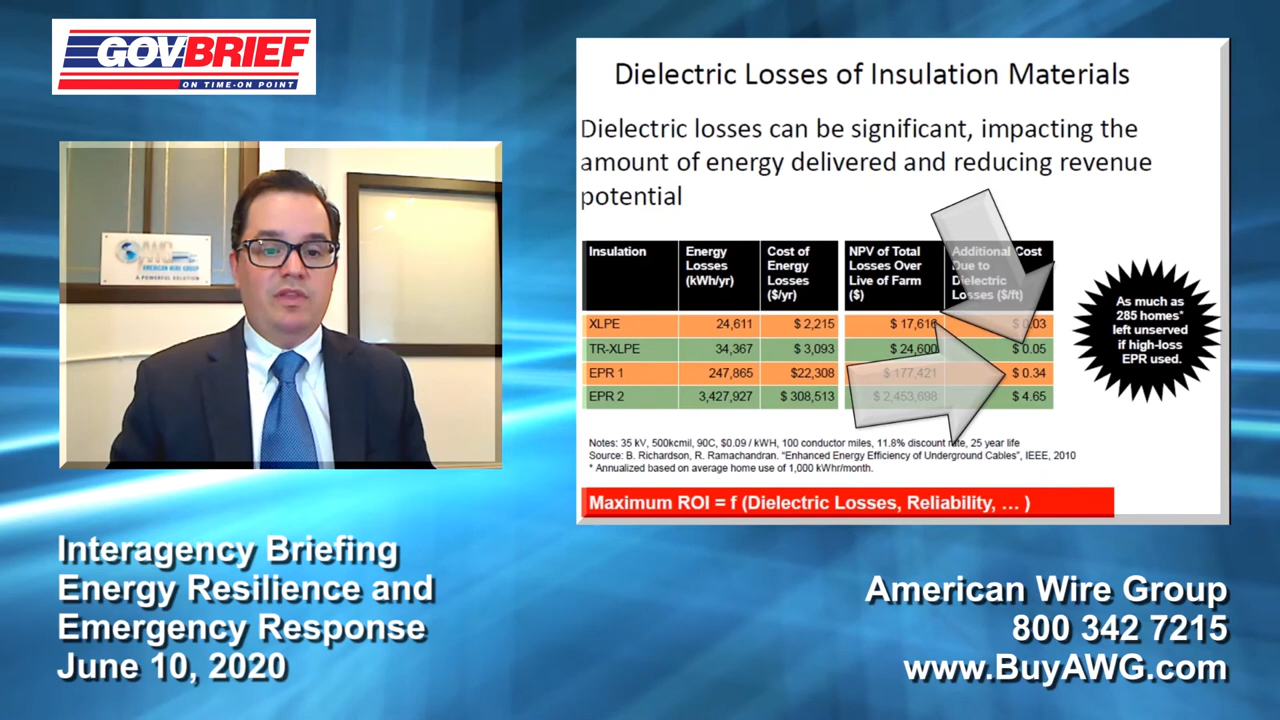 GOVBRIEF
ON TIME-ON POINT
AWG
AMERICAN WIRE GROUP
A POWERFUL SOLUTION
Interagency Briefing
Energy Resilience and
Emergency Response
June 10, 2020
Dielectric Losses of Insulation Materials
Dielectric losses can be significant, impacting the
amount of energy delivered and reducing revenue
potential
Insulation Energy Losses (kWh/yr) Cost of Energy Losses ($/yr) NPV of Total Losses Over Live of Farm ($) Additional Cost Due to Dielectric Losses ($/ft)
XLPE 24,611 $ 2,215 $ 17,616 $ 0.03
TR-XLPE 34,367 $ 3,093 $ 24,600 $ 0.05
EPR 1 247,865 $22,308 $ 177,421 $ 0.34
EPR 2 3,427,927 $ 308,513 $ 2,453,698 $ 4.65
As much as
285 homes*
left unserved
if high-loss
EPR used.
Notes: 35 kV, 500kcmil, 90C, $0.09 / kWH, 100 conductor miles, 11.8% discount rate, 25 year life
Source: B. Richardson, R. Ramachandran. “Enhanced Energy Efficiency of Underground Cables”, IEEE, 2010
* Annualized based on average home use of 1,000 kWhr/month.
Maximum ROI = f (Dielectric Losses, Reliability, … )
American Wire Group
800 342 7215
www.BuyAWG.com